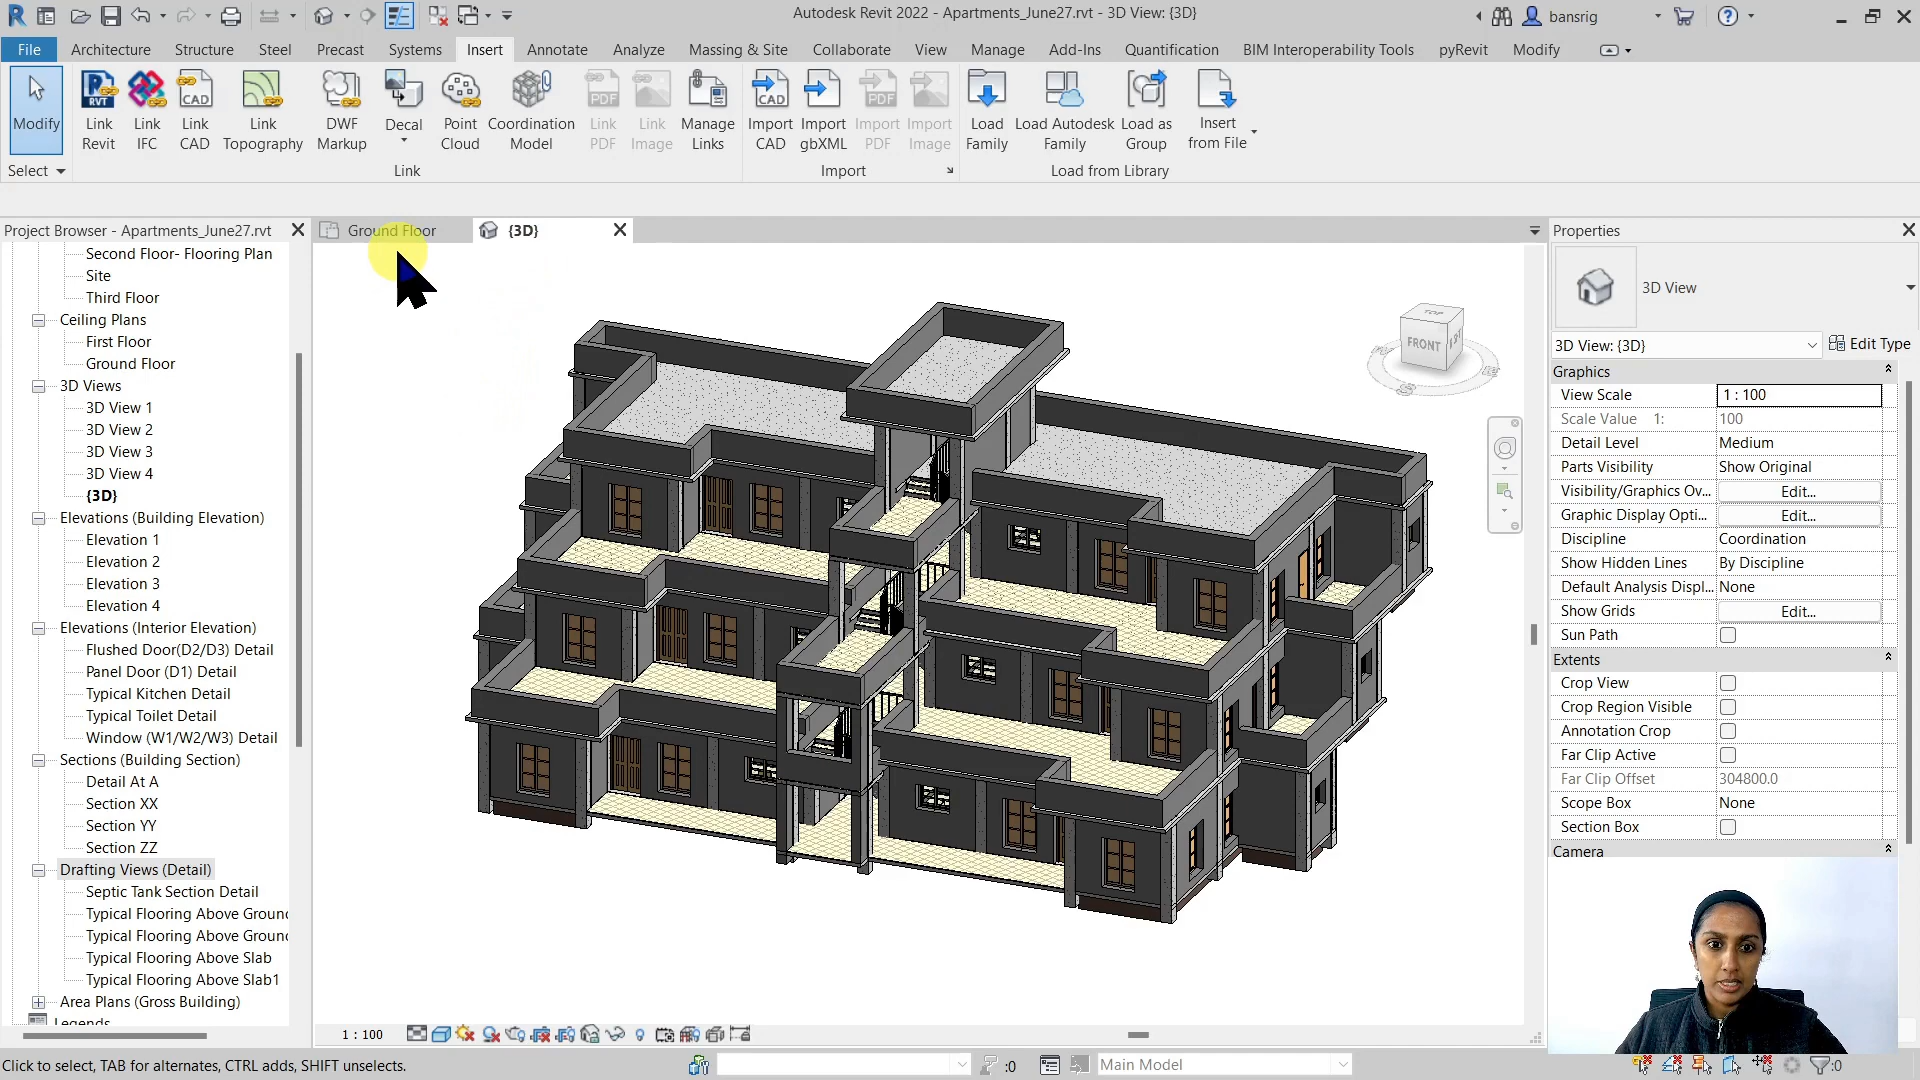 Autodesk Revit 2022 - Apartments_June27.rvt - 3D View: {3D}
bansrig
File Architecture Structure Steel Precast Systems Insert Annotate Analyze Massing & Site Collaborate View Manage Add-Ins Quantification BIM Interoperability Tools pyRevit Modify
Modify
Link Revit
Link IFC
Link CAD
Link Topography
DWF Markup
Decal
Point Cloud
Coordination Model
Link PDF
Link Image
Manage Links
Import CAD
Import gbXML
Import PDF
Import Image
Load Family
Load Autodesk Family
Load as Group
Insert from File
Select
Link
Import
Load from Library
Project Browser - Apartments_June27.rvt
Second Floor- Flooring Plan
Site
Third Floor
Ceiling Plans
First Floor
Ground Floor
3D Views
3D View 1
3D View 2
3D View 3
3D View 4
{3D}
Elevations (Building Elevation)
Elevation 1
Elevation 2
Elevation 3
Elevation 4
Elevations (Interior Elevation)
Flushed Door(D2/D3) Detail
Panel Door (D1) Detail
Typical Kitchen Detail
Typical Toilet Detail
Window (W1/W2/W3) Detail
Sections (Building Section)
Detail At A
Section XX
Section YY
Section ZZ
Drafting Views (Detail)
Septic Tank Section Detail
Typical Flooring Above Ground
Typical Flooring Above Ground
Typical Flooring Above Slab
Typical Flooring Above Slab1
Area Plans (Gross Building)
Legends
Ground Floor
{3D}
TOP
FRONT
1 : 100
Properties
3D View
3D View: {3D}
Edit Type
Graphics
View Scale 1 : 100
Scale Value 1: 100
Detail Level Medium
Parts Visibility Show Original
Visibility/Graphics Ov... Edit...
Graphic Display Opti... Edit...
Discipline Coordination
Show Hidden Lines By Discipline
Default Analysis Displ... None
Show Grids Edit...
Sun Path
Extents
Crop View
Crop Region Visible
Annotation Crop
Far Clip Active
Far Clip Offset 304800.0
Scope Box None
Section Box
Camera
Click to select, TAB for alternates, CTRL adds, SHIFT unselects.
:0
Main Model
:0